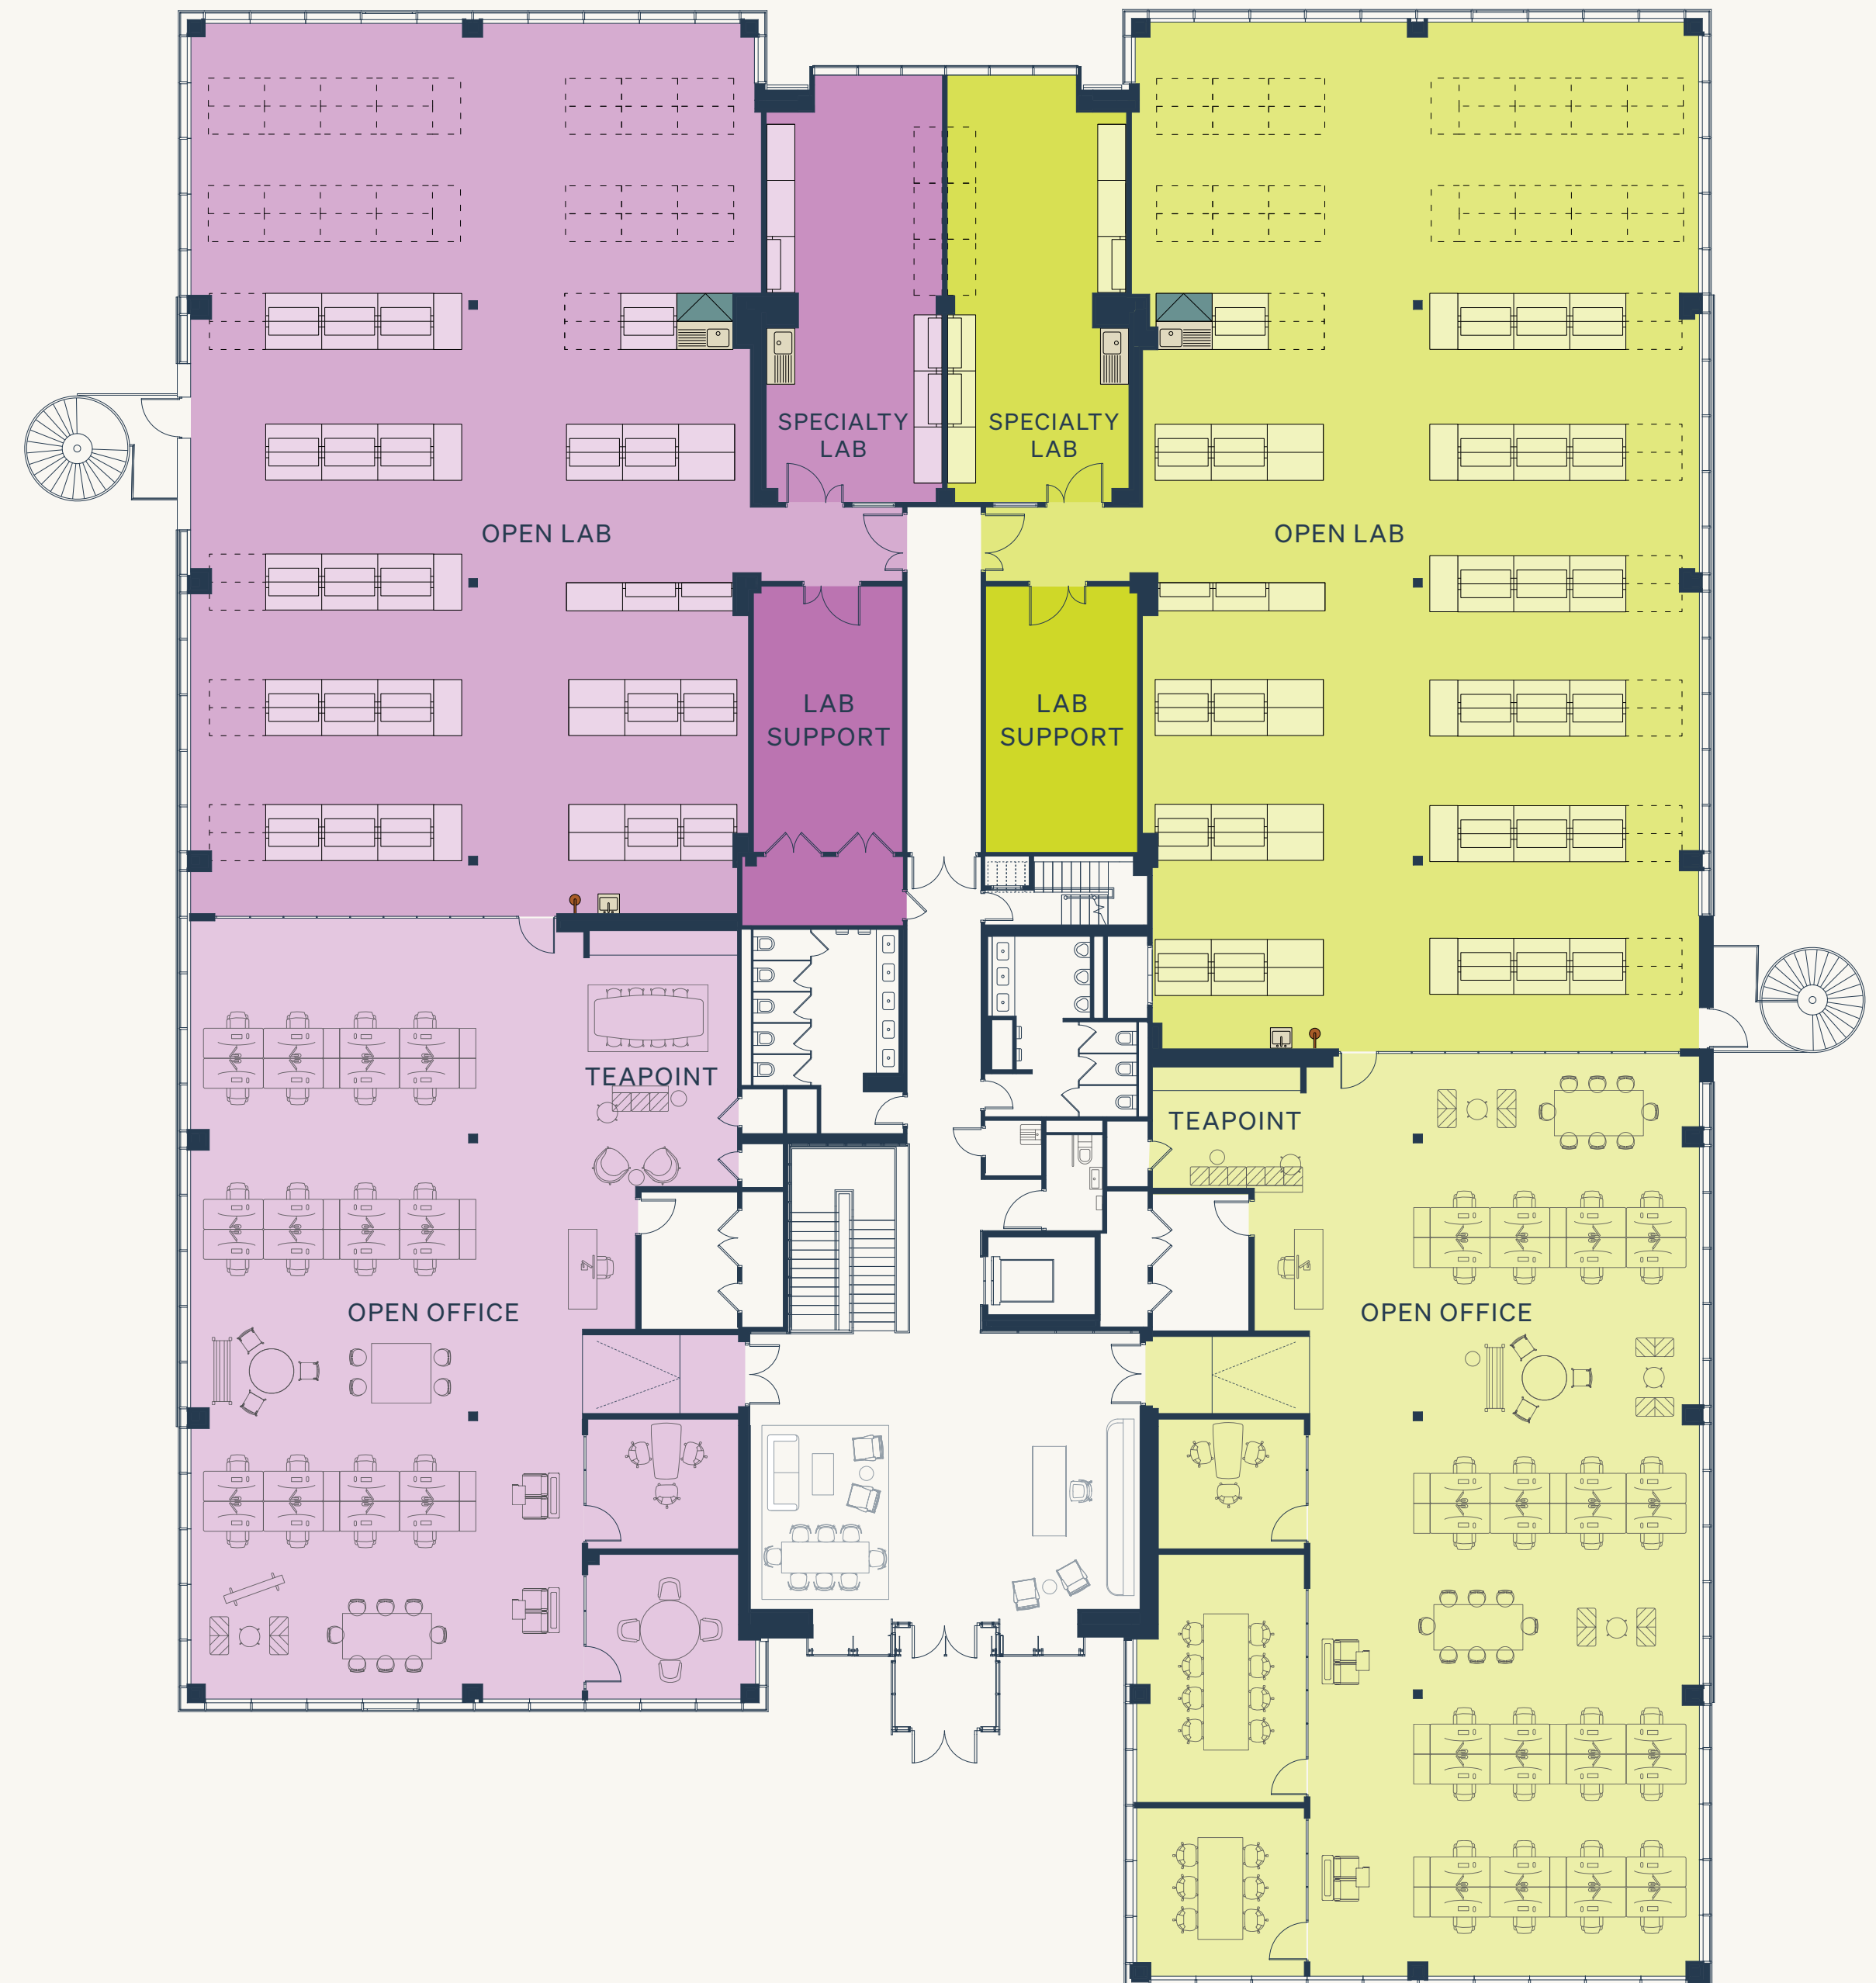 SPECIALTY
LAB
SPECIALTY
LAB
OPEN LAB
OPEN LAB
LAB
SUPPORT
LAB
SUPPORT
TEAPOINT
TEAPOINT
OPEN OFFICE
OPEN OFFICE